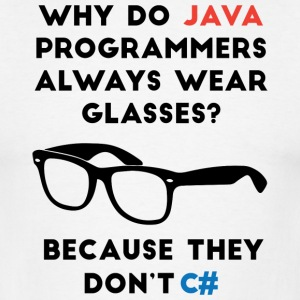 WHY DO JAVA
PROGRAMMERS
ALWAYS WEAR
GLASSES?
BECAUSE THEY
DON'T C#